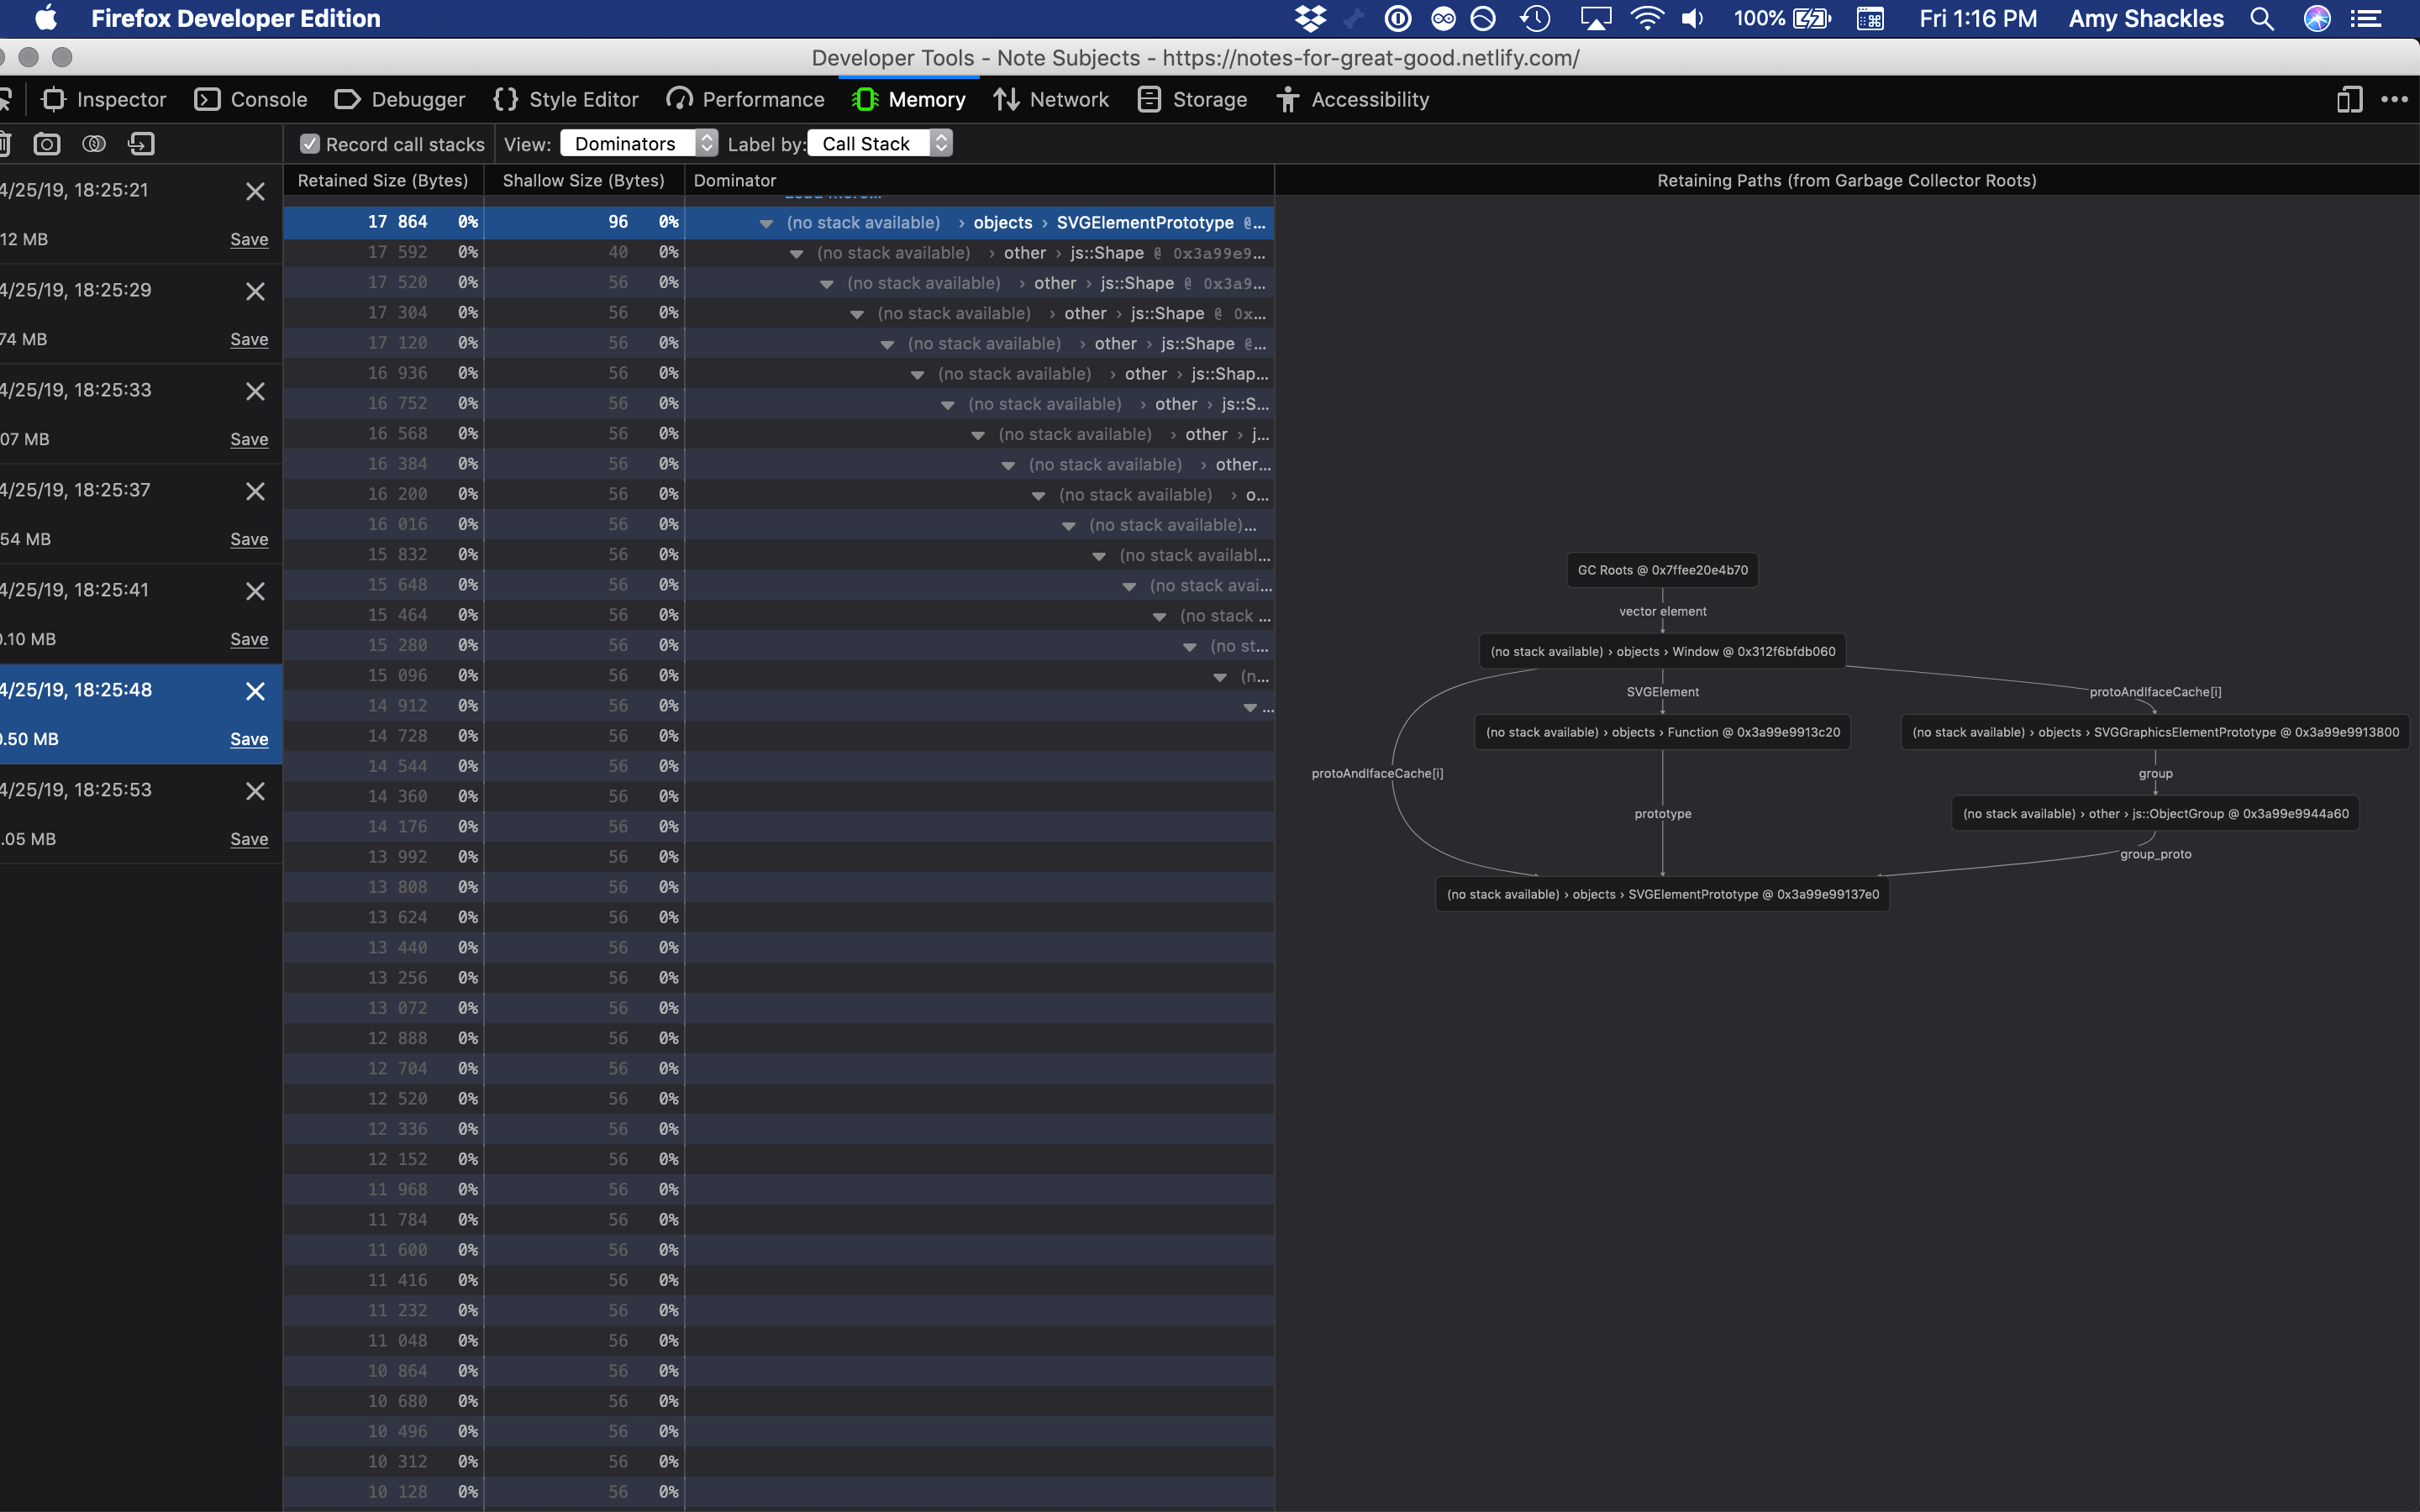 Firefox Developer Edition 100% Fri 1:16 PM Amy Shackles
Developer Tools - Note Subjects - https://notes-for-great-good.netlify.com/
Inspector Console Debugger Style Editor Performance Memory Network Storage Accessibility
Record call stacks View: Dominators Label by: Call Stack
Retained Size (Bytes) Shallow Size (Bytes) Dominator Retaining Paths (from Garbage Collector Roots)
4/25/19, 18:25:21
12 MB Save
4/25/19, 18:25:29
74 MB Save
4/25/19, 18:25:33
07 MB Save
4/25/19, 18:25:37
54 MB Save
4/25/19, 18:25:41
0.10 MB Save
4/25/19, 18:25:48
0.50 MB Save
4/25/19, 18:25:53
.05 MB Save
17 864 0% 96 0% (no stack available) › objects › SVGElementPrototype @...
17 592 0% 40 0% (no stack available) › other › js::Shape @ 0x3a99e9...
17 520 0% 56 0% (no stack available) › other › js::Shape @ 0x3a9...
17 304 0% 56 0% (no stack available) › other › js::Shape @ 0x...
17 120 0% 56 0% (no stack available) › other › js::Shape @...
16 936 0% 56 0% (no stack available) › other › js::Shap...
16 752 0% 56 0% (no stack available) › other › js::S...
16 568 0% 56 0% (no stack available) › other › j...
16 384 0% 56 0% (no stack available) › other...
16 200 0% 56 0% (no stack available) › o...
16 016 0% 56 0% (no stack available)...
15 832 0% 56 0% (no stack availabl...
15 648 0% 56 0% (no stack avai...
15 464 0% 56 0% (no stack ...
15 280 0% 56 0% (no st...
15 096 0% 56 0% (n...
14 912 0% 56 0% ...
14 728 0% 56 0%
14 544 0% 56 0%
14 360 0% 56 0%
14 176 0% 56 0%
13 992 0% 56 0%
13 808 0% 56 0%
13 624 0% 56 0%
13 440 0% 56 0%
13 256 0% 56 0%
13 072 0% 56 0%
12 888 0% 56 0%
12 704 0% 56 0%
12 520 0% 56 0%
12 336 0% 56 0%
12 152 0% 56 0%
11 968 0% 56 0%
11 784 0% 56 0%
11 600 0% 56 0%
11 416 0% 56 0%
11 232 0% 56 0%
11 048 0% 56 0%
10 864 0% 56 0%
10 680 0% 56 0%
10 496 0% 56 0%
10 312 0% 56 0%
10 128 0% 56 0%
GC Roots @ 0x7ffee20e4b70
vector element
(no stack available) › objects › Window @ 0x312f6bfdb060
SVGElement protoAndIfaceCache[i]
(no stack available) › objects › Function @ 0x3a99e9913c20 (no stack available) › objects › SVGGraphicsElementPrototype @ 0x3a99e9913800
protoAndIfaceCache[i] group
prototype (no stack available) › other › js::ObjectGroup @ 0x3a99e9944a60
group_proto
(no stack available) › objects › SVGElementPrototype @ 0x3a99e99137e0